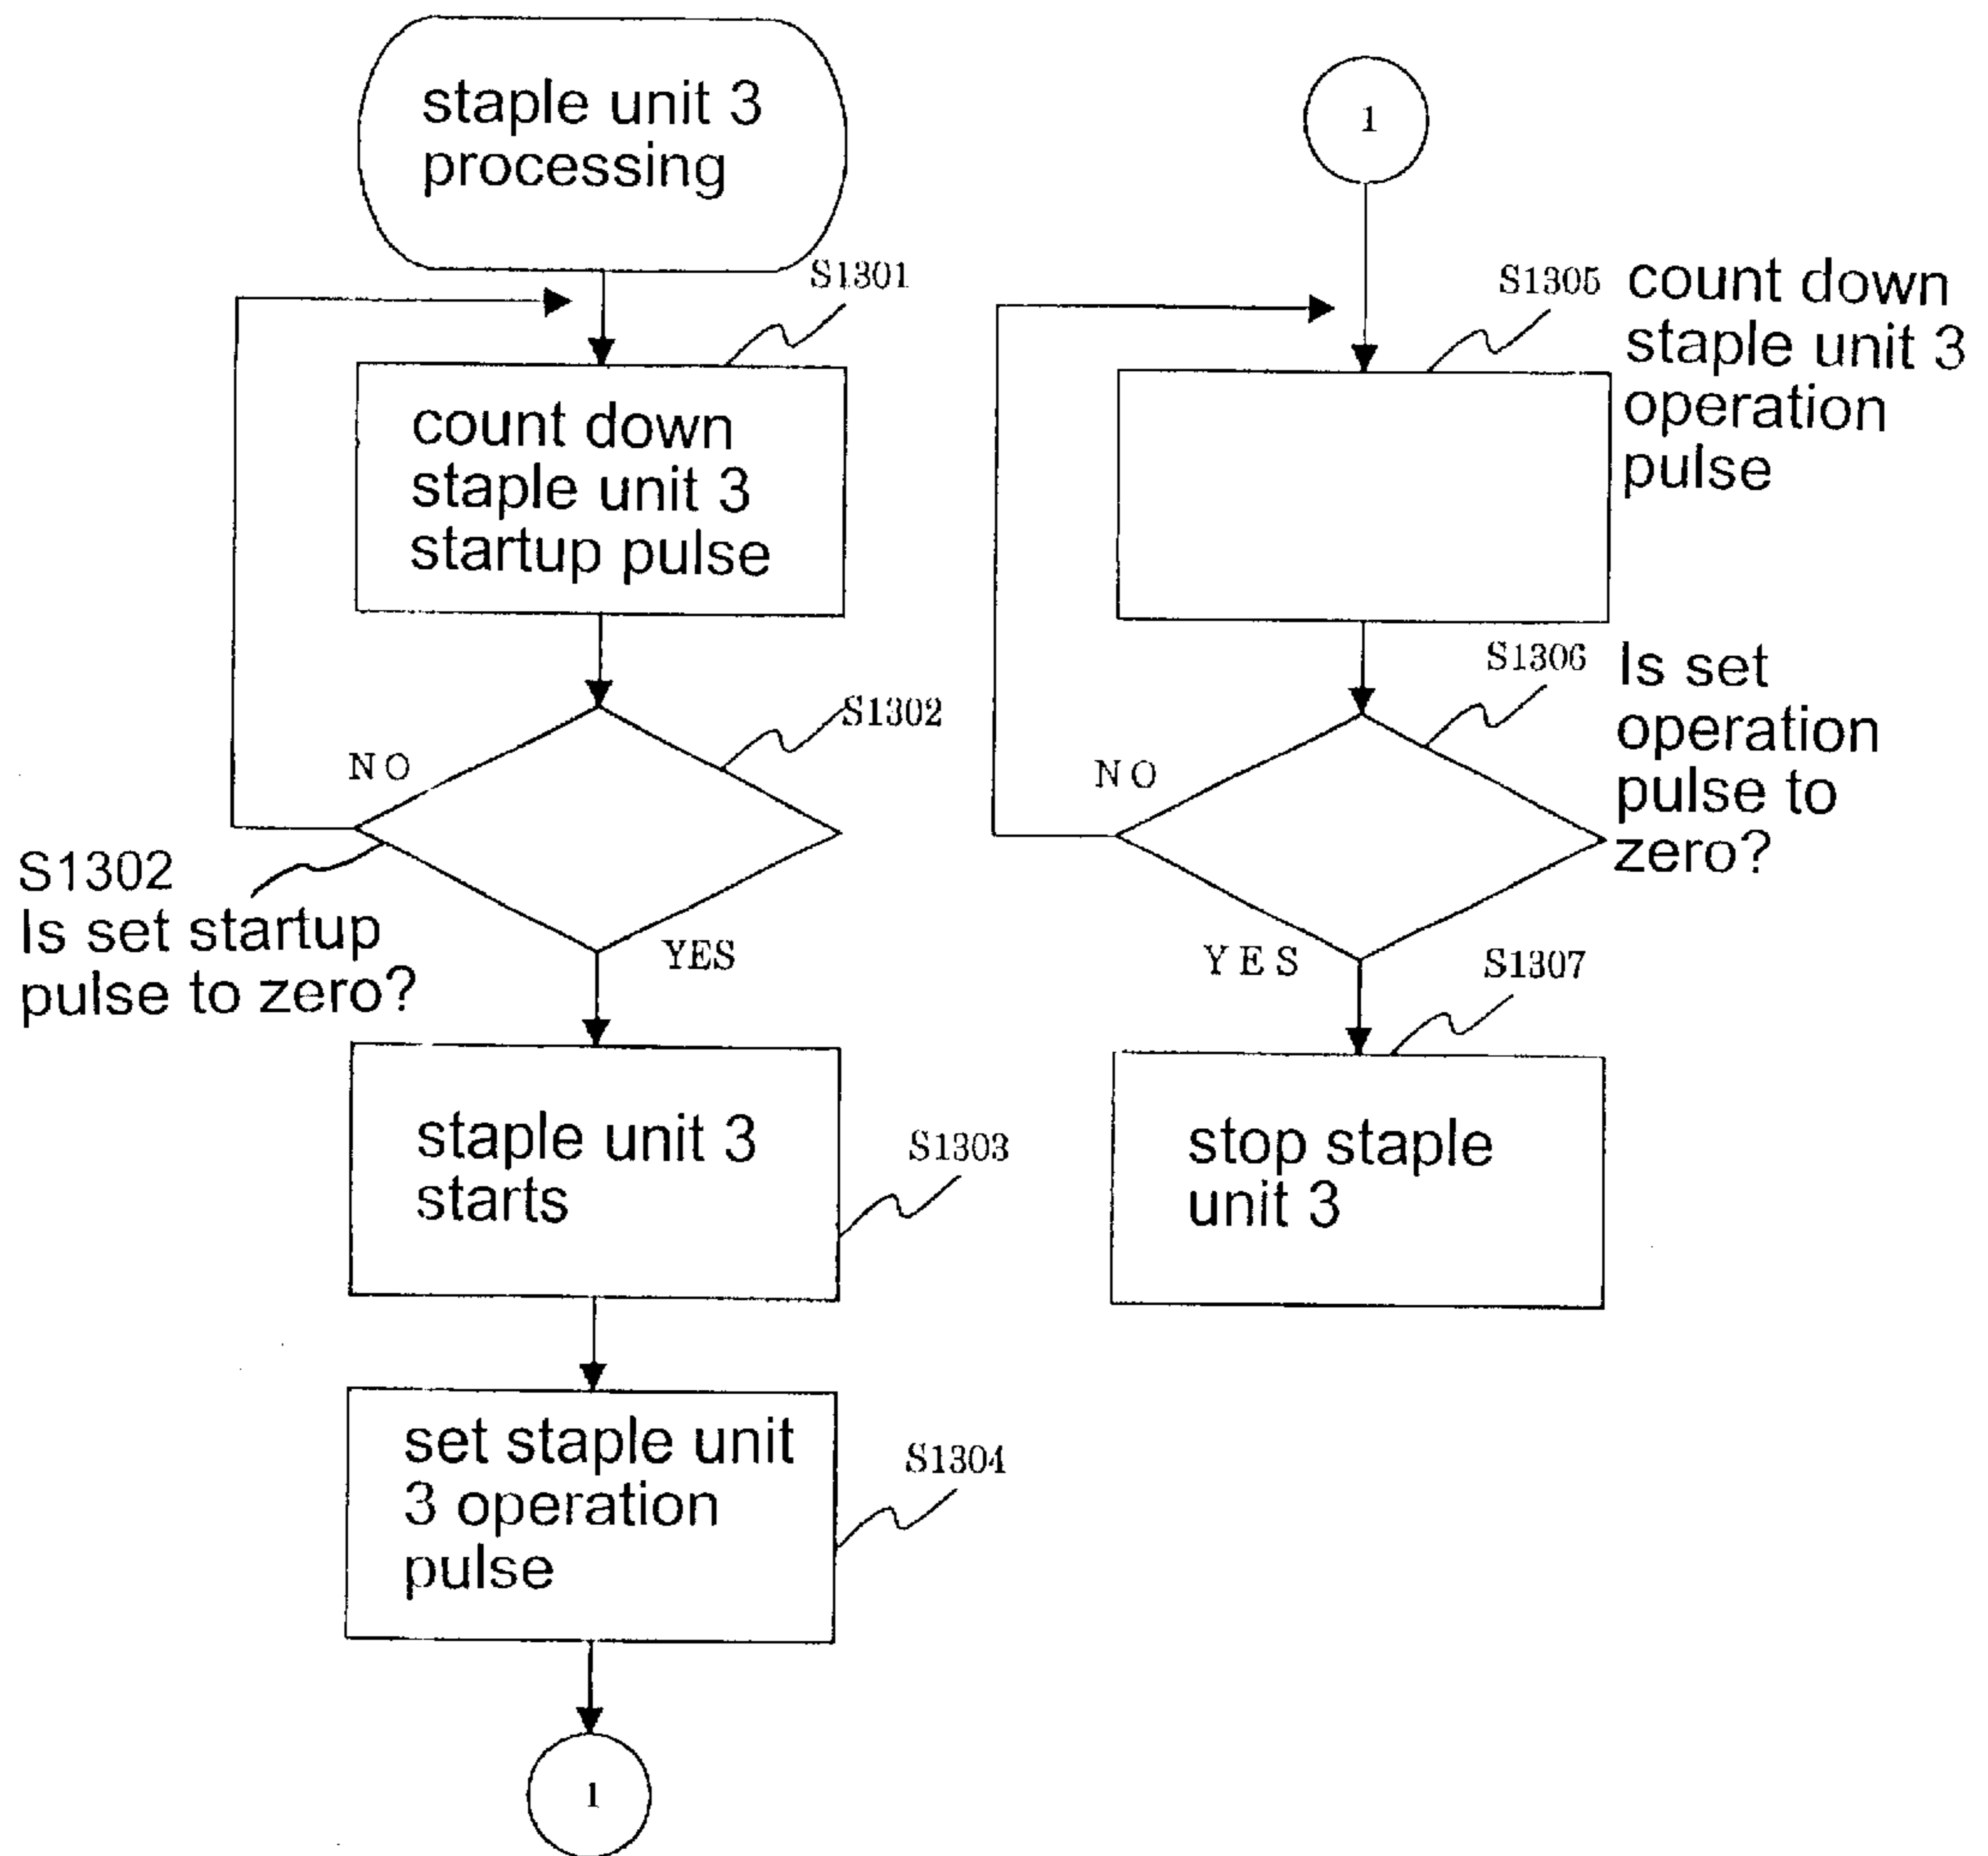 staple unit 3
processing
S1301
count down
staple unit 3
startup pulse
S1302
NO
S1302
Is set startup
pulse to zero?
YES
staple unit 3
starts
S1303
set staple unit
3 operation
pulse
S1304
1
1
S1305
count down
staple unit 3
operation
pulse
S1306
Is set
operation
pulse to
zero?
NO
YES
S1307
stop staple
unit 3